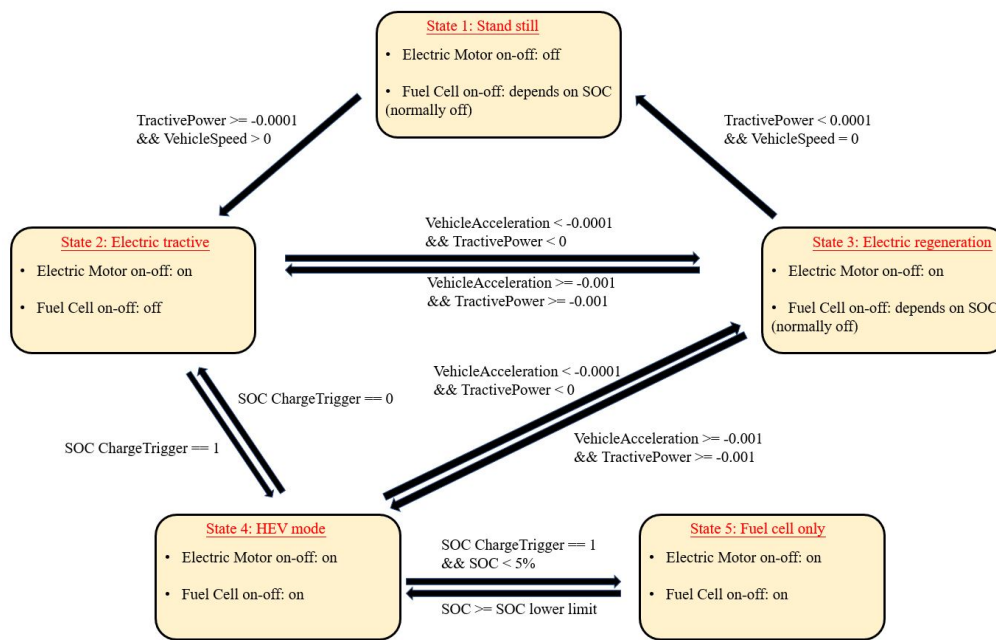 State 1: Stand still
• Electric Motor on-off: off
• Fuel Cell on-off: depends on SOC
(normally off)
TractivePower >= -0.0001
&& VehicleSpeed > 0
TractivePower < 0.0001
&& VehicleSpeed = 0
State 2: Electric tractive
• Electric Motor on-off: on
• Fuel Cell on-off: off
VehicleAcceleration < -0.0001
&& TractivePower < 0
VehicleAcceleration >= -0.001
&& TractivePower >= -0.001
State 3: Electric regeneration
• Electric Motor on-off: on
• Fuel Cell on-off: depends on SOC
(normally off)
SOC ChargeTrigger == 0
SOC ChargeTrigger == 1
VehicleAcceleration < -0.0001
&& TractivePower < 0
VehicleAcceleration >= -0.001
&& TractivePower >= -0.001
State 4: HEV mode
• Electric Motor on-off: on
• Fuel Cell on-off: on
SOC ChargeTrigger == 1
&& SOC < 5%
SOC >= SOC lower limit
State 5: Fuel cell only
• Electric Motor on-off: on
• Fuel Cell on-off: on